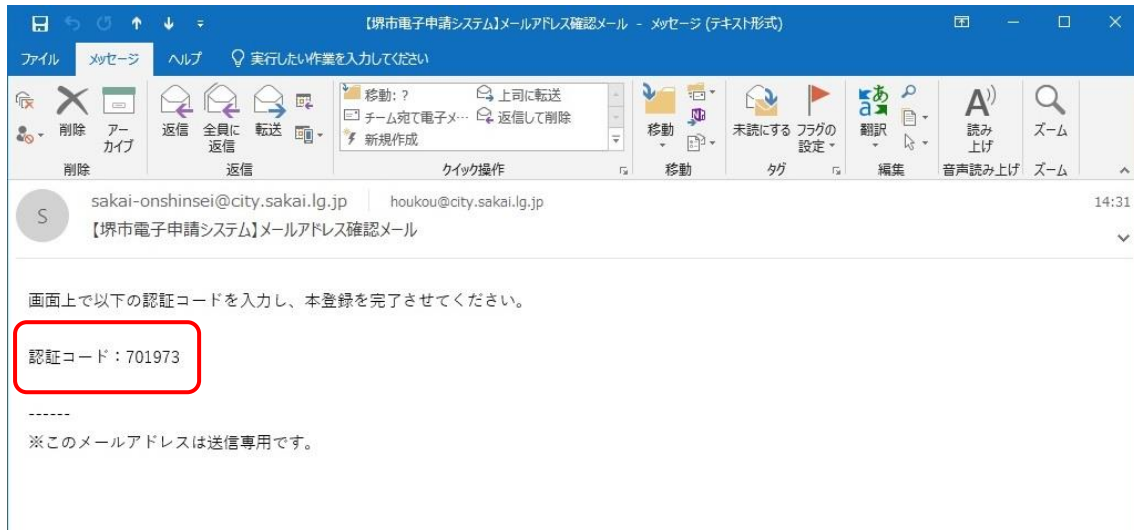 【堺市電子申請システム】メールアドレス確認メール - メッセージ (テキスト形式)
ファイル メッセージ ヘルプ 実行したい作業を入力してください
削除 アーカイブ 返信 全員に返信 転送 移動: ? 上司に転送 チーム宛て電子メ… 返信して削除 新規作成 移動 未読にする フラグの設定 翻訳 読み上げ ズーム
削除 返信 クイック操作 移動 タグ 編集 音声読み上げ ズーム
S
sakai-onshinsei@city.sakai.lg.jp houkou@city.sakai.lg.jp 14:31
【堺市電子申請システム】メールアドレス確認メール
画面上で以下の認証コードを入力し、本登録を完了させてください。
認証コード：701973
------
※このメールアドレスは送信専用です。